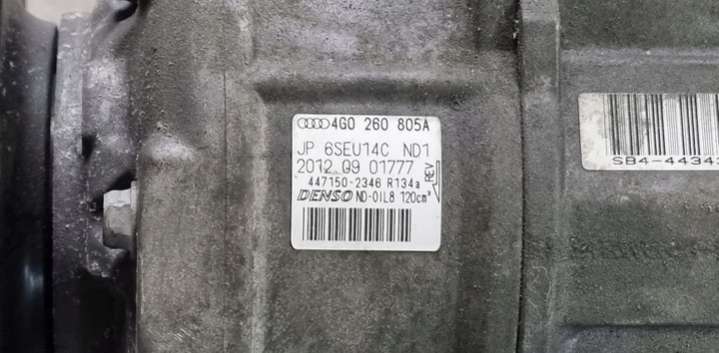 4G0 260 805A
JP 6SEU14C ND1
2012 09 01777
REV
447150-2346 R134a
DENSO ND-OIL8 120cm³
SB4-4434